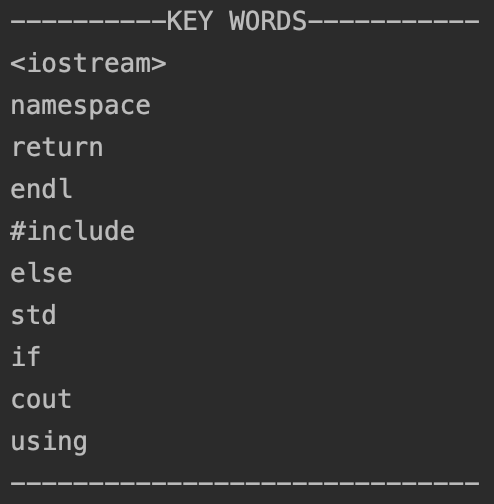 ----------KEY WORDS-----------
<iostream>
namespace
return
endl
#include
else
std
if
cout
using
------------------------------